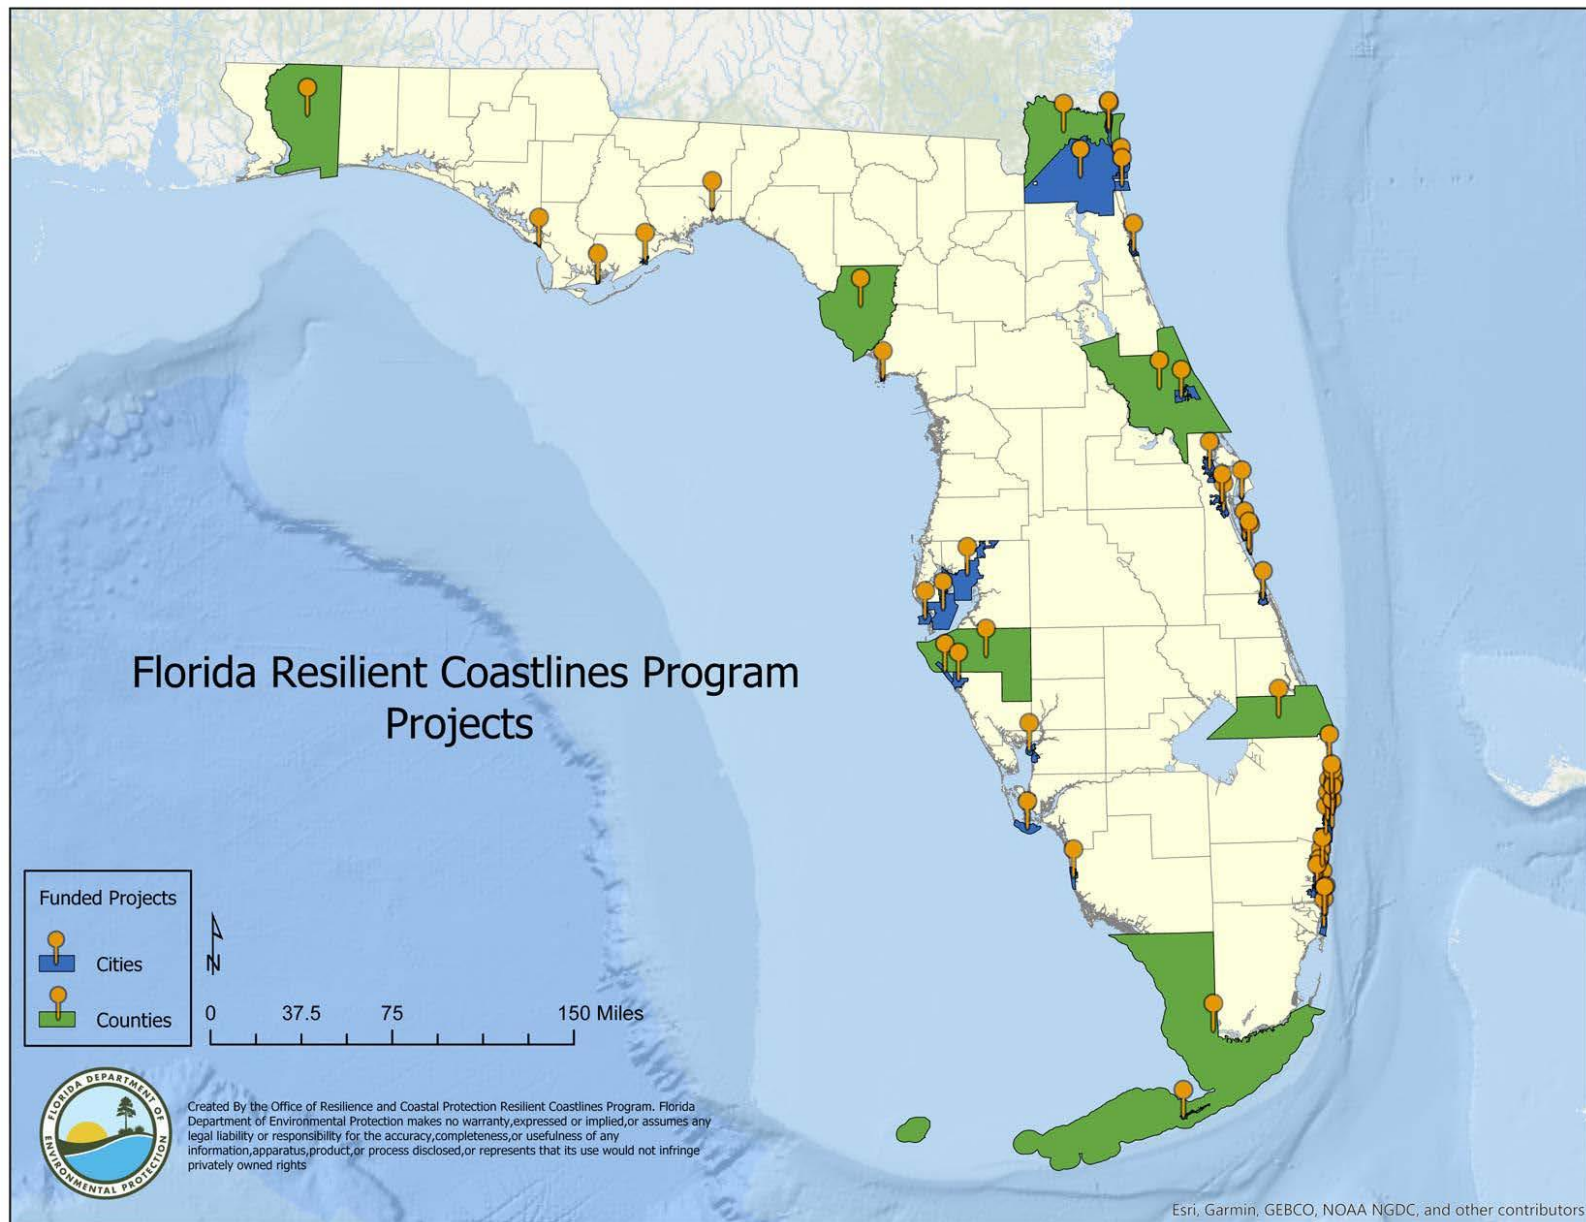 Florida Resilient Coastlines Program
Projects
Funded Projects
Cities
Counties
N
0 37.5 75 150 Miles
FLORIDA DEPARTMENT OF
ENVIRONMENTAL PROTECTION
Created By the Office of Resilience and Coastal Protection Resilient Coastlines Program. Florida
Department of Environmental Protection makes no warranty,expressed or implied,or assumes any
legal liability or responsibility for the accuracy,completeness,or usefulness of any
information,apparatus,product,or process disclosed,or represents that its use would not infringe
privately owned rights
Esri, Garmin, GEBCO, NOAA NGDC, and other contributors